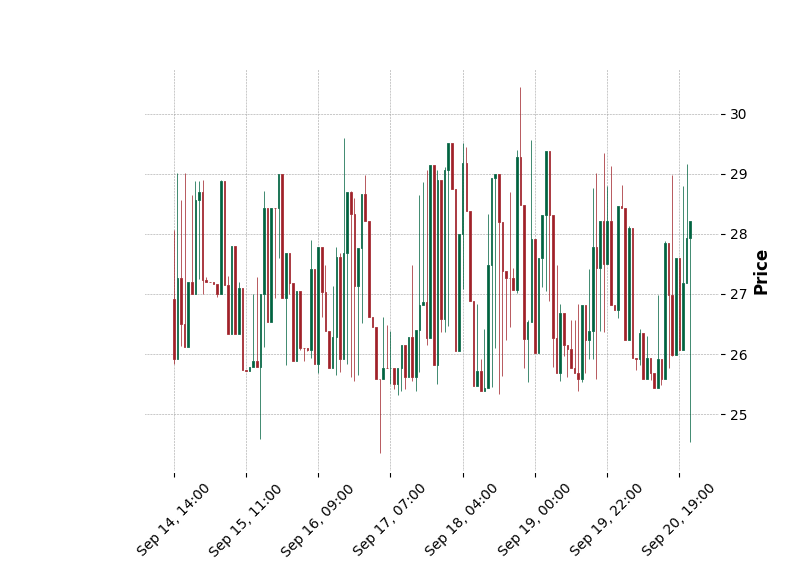 30
29
28
27
26
25
Price
Sep 14, 14:00
Sep 15, 11:00
Sep 16, 09:00
Sep 17, 07:00
Sep 18, 04:00
Sep 19, 00:00
Sep 19, 22:00
Sep 20, 19:00